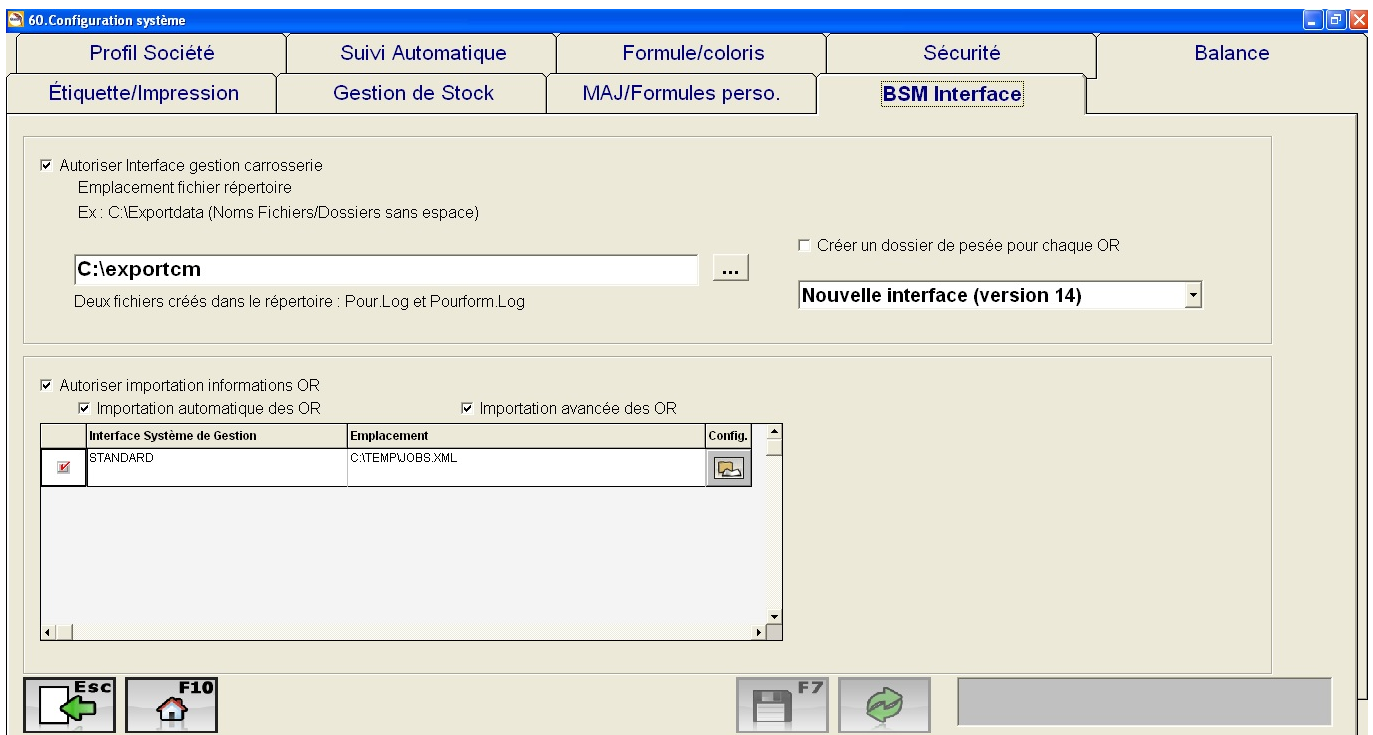 60.Configuration système
Profil Société
Suivi Automatique
Formule/coloris
Sécurité
Balance
Étiquette/Impression
Gestion de Stock
MAJ/Formules perso.
BSM Interface
Autoriser Interface gestion carrosserie
Emplacement fichier répertoire
Ex : C:\Exportdata (Noms Fichiers/Dossiers sans espace)
Créer un dossier de pesée pour chaque OR
C:\exportcm
...
Deux fichiers créés dans le répertoire : Pour.Log et Pourform.Log
Nouvelle interface (version 14)
Autoriser importation informations OR
Importation automatique des OR
Importation avancée des OR
Interface Système de Gestion
Emplacement
Config.
STANDARD
C:\TEMP\JOBS.XML
Esc
F10
F7